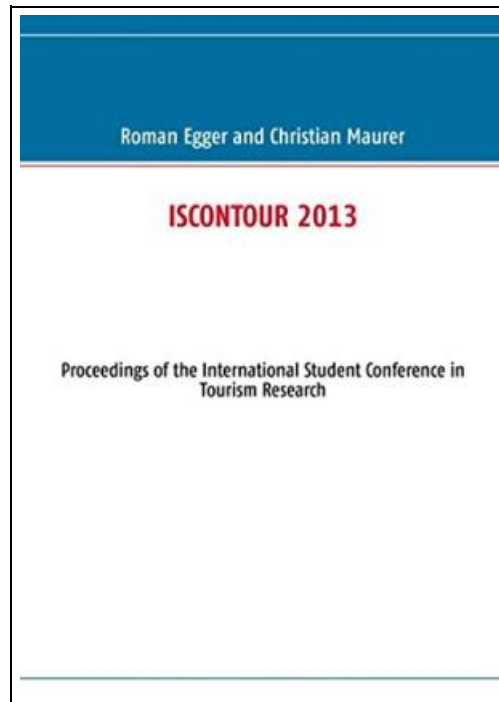 Roman Egger and Christian Maurer
ISCONTOUR 2013
Proceedings of the International Student Conference in
Tourism Research